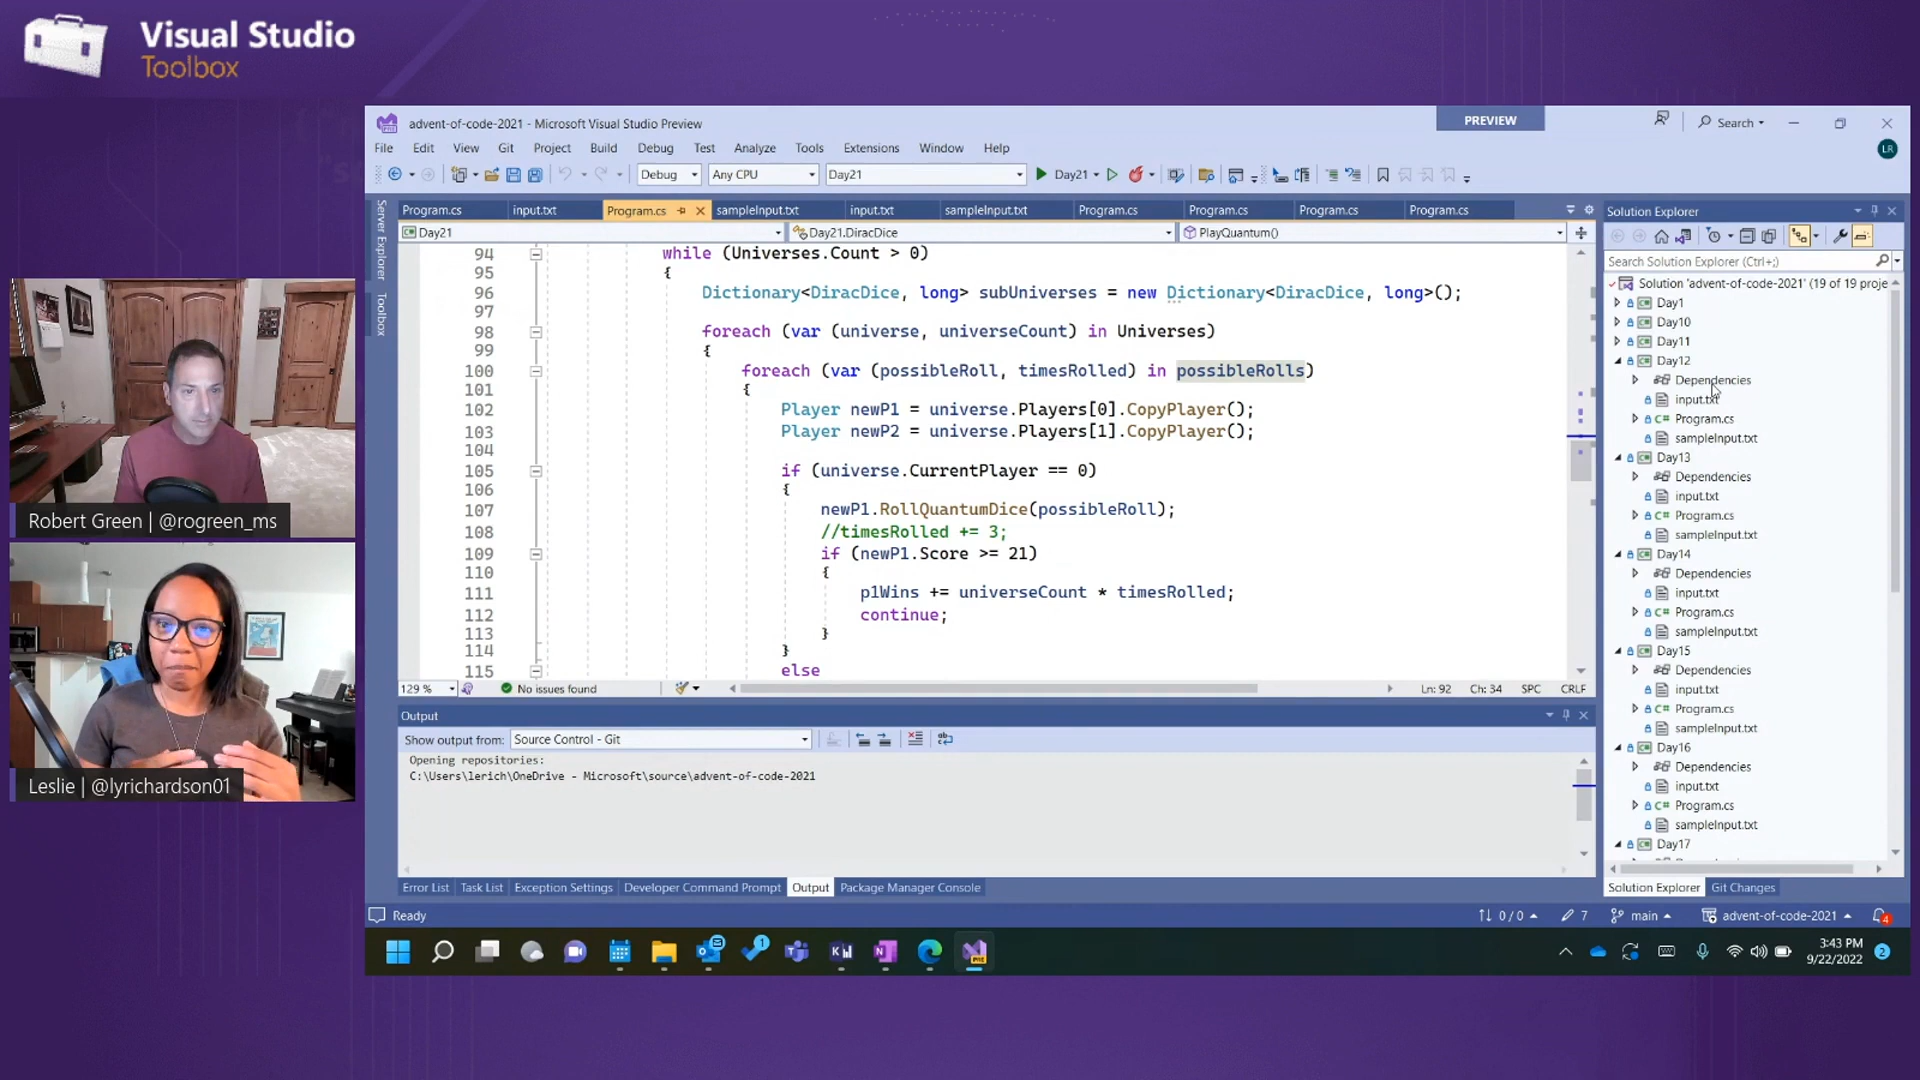 Visual Studio
Toolbox
advent-of-code-2021 - Microsoft Visual Studio Preview
PREVIEW
Search
File Edit View Git Project Build Debug Test Analyze Tools Extensions Window Help
LR
Debug Any CPU Day21 Day21
Server Explorer
Toolbox
Program.cs input.txt Program.cs sampleInput.txt input.txt sampleInput.txt Program.cs Program.cs Program.cs Program.cs
Day21 Day21.DiracDice PlayQuantum()
94 while (Universes.Count > 0)
95 {
96 Dictionary<DiracDice, long> subUniverses = new Dictionary<DiracDice, long>();
97
98 foreach (var (universe, universeCount) in Universes)
99 {
100 foreach (var (possibleRoll, timesRolled) in possibleRolls)
101 {
102 Player newP1 = universe.Players[0].CopyPlayer();
103 Player newP2 = universe.Players[1].CopyPlayer();
104
105 if (universe.CurrentPlayer == 0)
106 {
107 newP1.RollQuantumDice(possibleRoll);
108 //timesRolled += 3;
109 if (newP1.Score >= 21)
110 {
111 p1Wins += universeCount * timesRolled;
112 continue;
113 }
114 }
115 else
129 % No issues found Ln: 92 Ch: 34 SPC CRLF
Output
Show output from: Source Control - Git
Opening repositories:
C:\Users\lerich\OneDrive - Microsoft\source\advent-of-code-2021
Error List Task List Exception Settings Developer Command Prompt Output Package Manager Console
Solution Explorer
Search Solution Explorer (Ctrl+;)
Solution 'advent-of-code-2021' (19 of 19 proje
Day1
Day10
Day11
Day12
Dependencies
input.txt
C# Program.cs
sampleInput.txt
Day13
Dependencies
input.txt
C# Program.cs
sampleInput.txt
Day14
Dependencies
input.txt
C# Program.cs
sampleInput.txt
Day15
Dependencies
input.txt
C# Program.cs
sampleInput.txt
Day16
Dependencies
input.txt
C# Program.cs
sampleInput.txt
Day17
Solution Explorer Git Changes
Ready 0 / 0 7 main advent-of-code-2021 4
1
3:43 PM
9/22/2022
2
Robert Green | @rogreen_ms
Leslie | @lyrichardson01